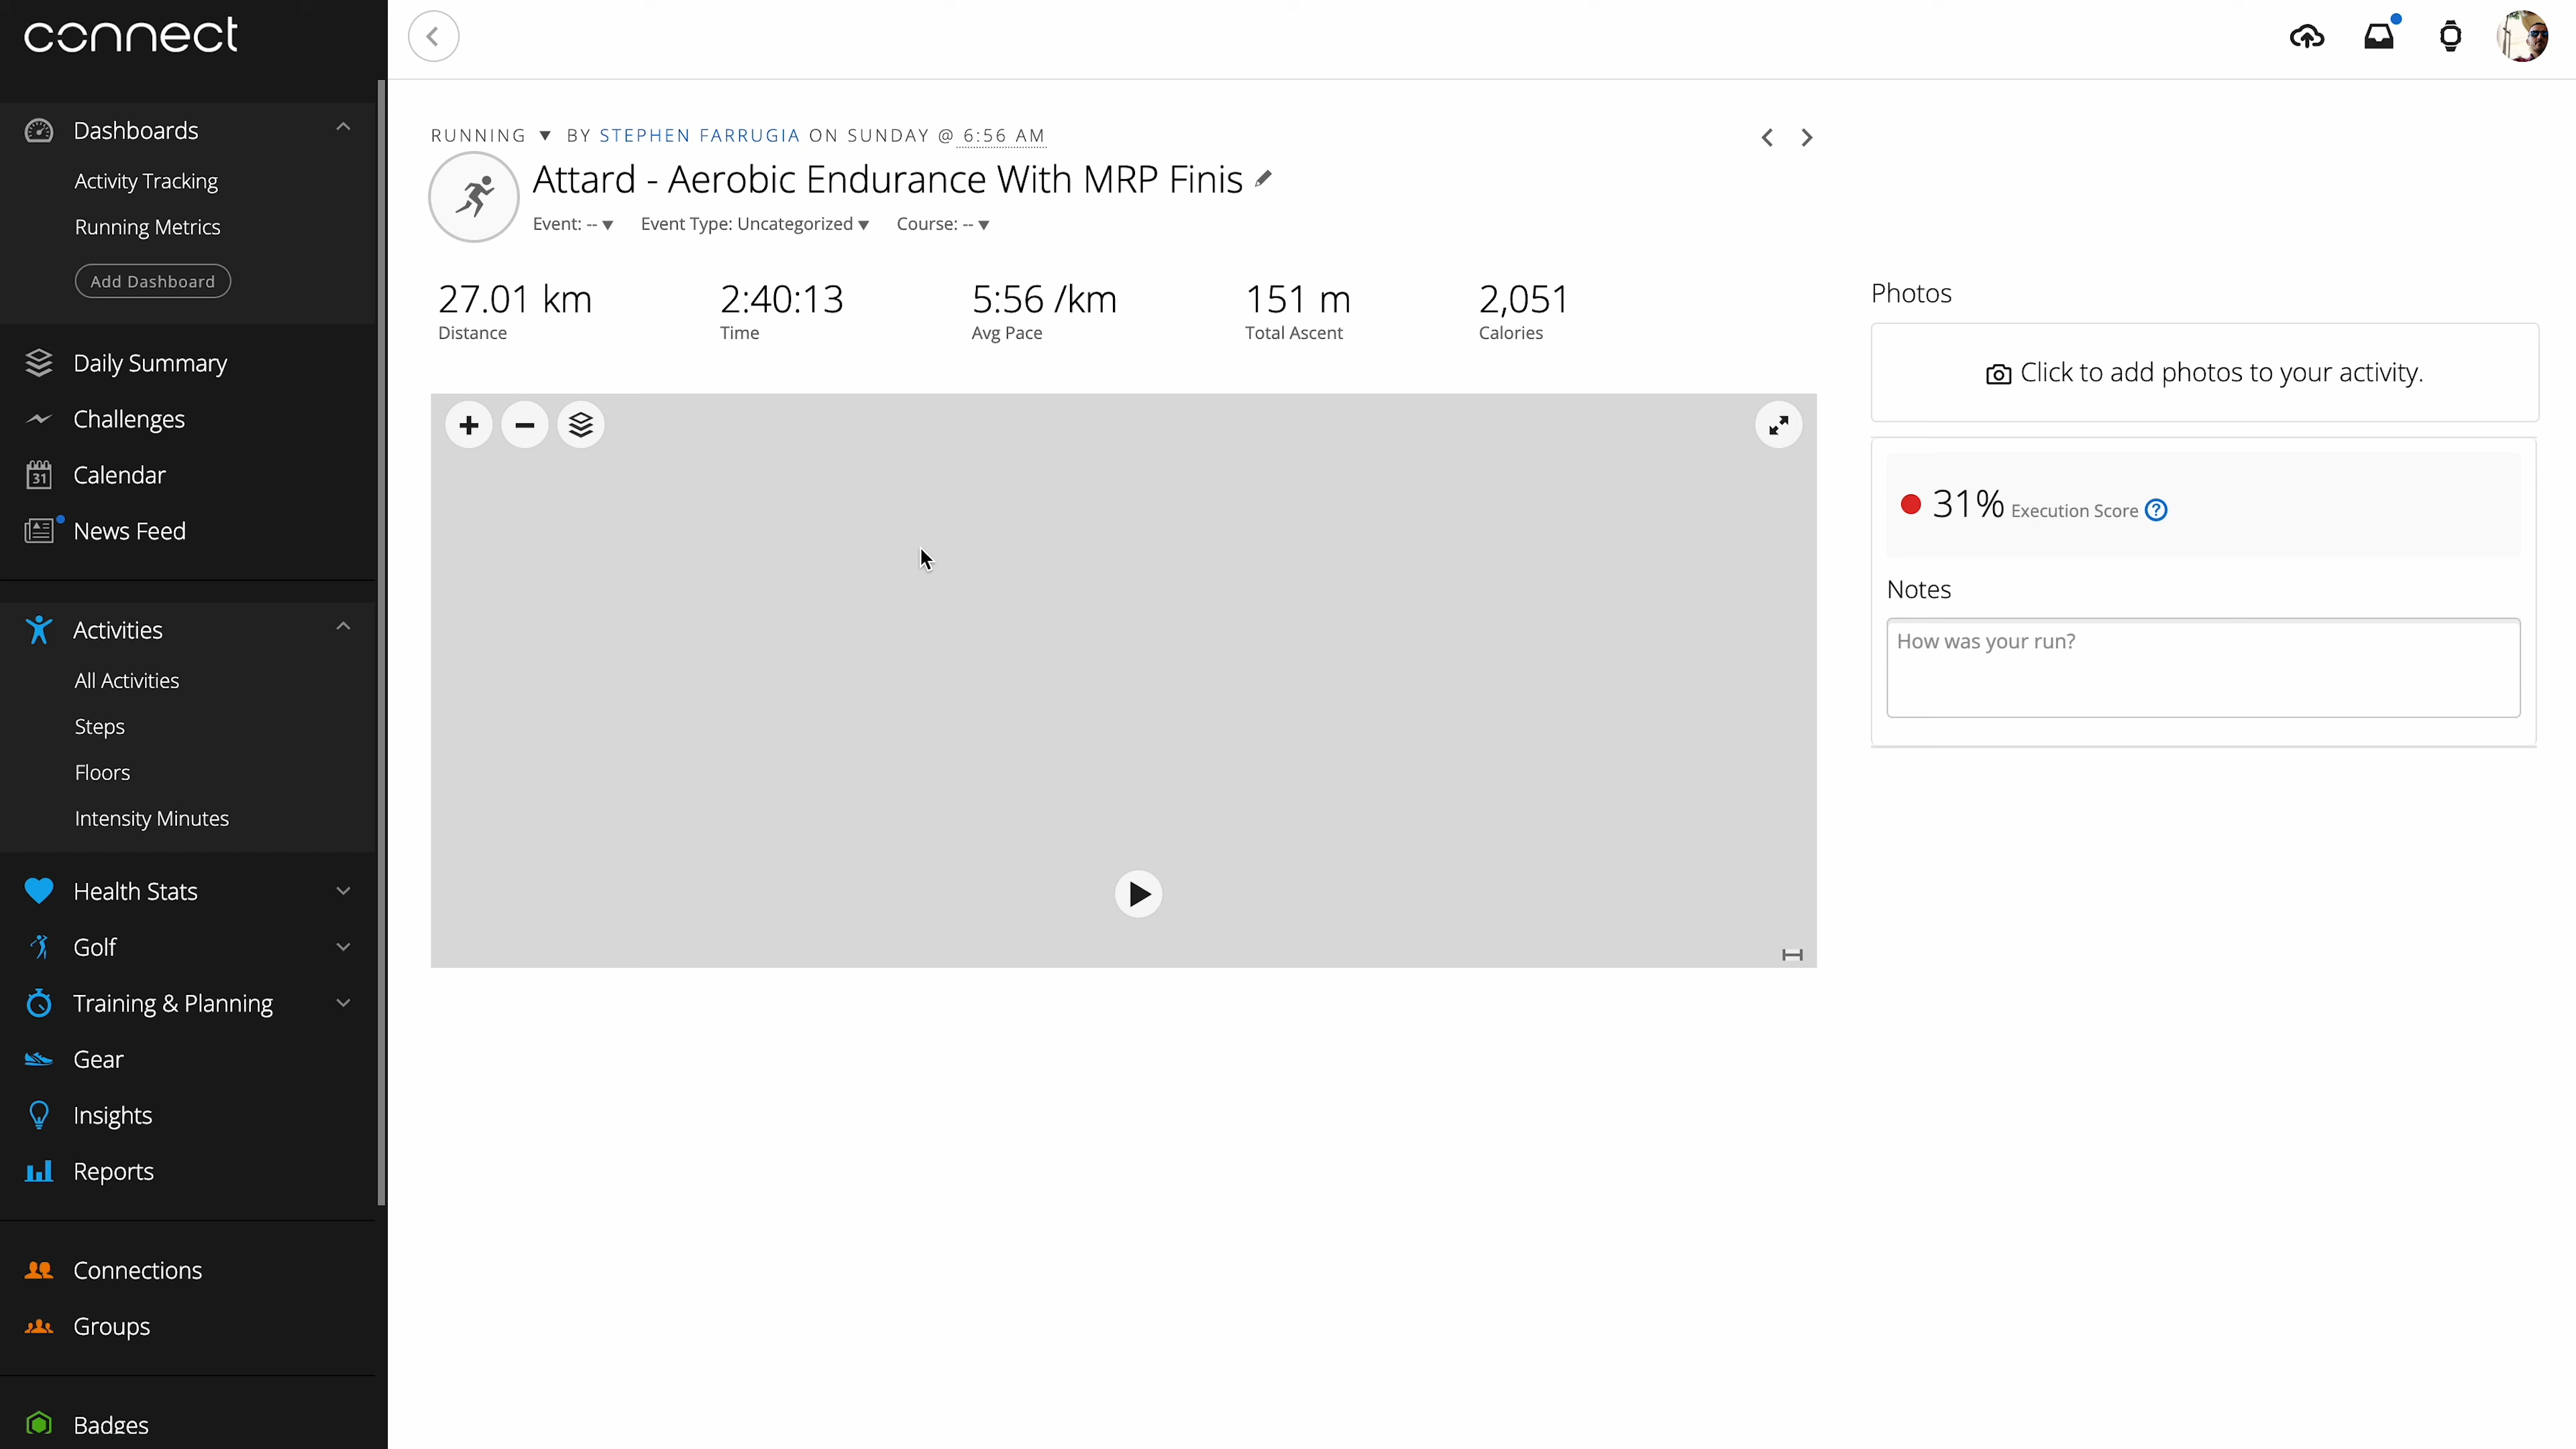 connect
Dashboards
Activity Tracking
Running Metrics
Add Dashboard
Daily Summary
Challenges
31
Calendar
News Feed
Activities
All Activities
Steps
Floors
Intensity Minutes
Health Stats
Golf
Training & Planning
Gear
Insights
Reports
Connections
Groups
Badges
RUNNING ▼ BY STEPHEN FARRUGIA ON SUNDAY @ 6:56 AM
Attard - Aerobic Endurance With MRP Finis
Event: -- ▼ Event Type: Uncategorized ▼ Course: -- ▼
27.01 km 2:40:13 5:56 /km 151 m 2,051
Distance Time Avg Pace Total Ascent Calories
Photos
Click to add photos to your activity.
31% Execution Score ?
Notes
How was your run?